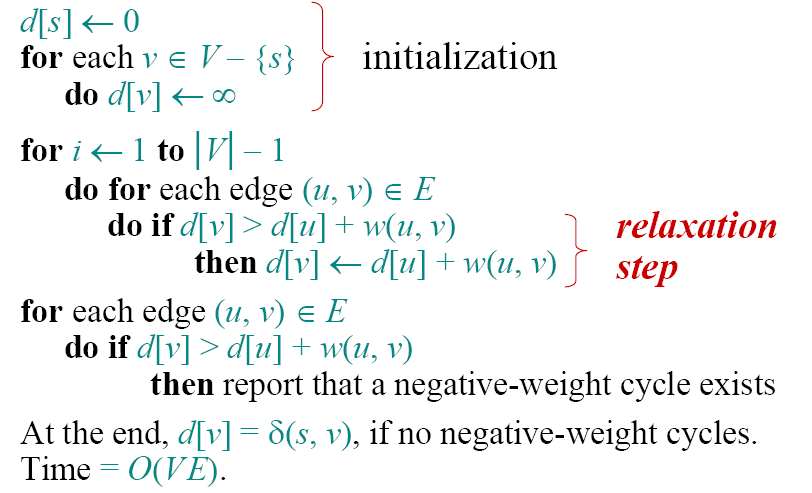 d[s] ← 0
for each v ∈ V – {s}
do d[v] ← ∞
initialization
for i ← 1 to |V| – 1
do for each edge (u, v) ∈ E
do if d[v] > d[u] + w(u, v)
then d[v] ← d[u] + w(u, v)
relaxation
step
for each edge (u, v) ∈ E
do if d[v] > d[u] + w(u, v)
then report that a negative-weight cycle exists
At the end, d[v] = δ(s, v), if no negative-weight cycles.
Time = O(VE).